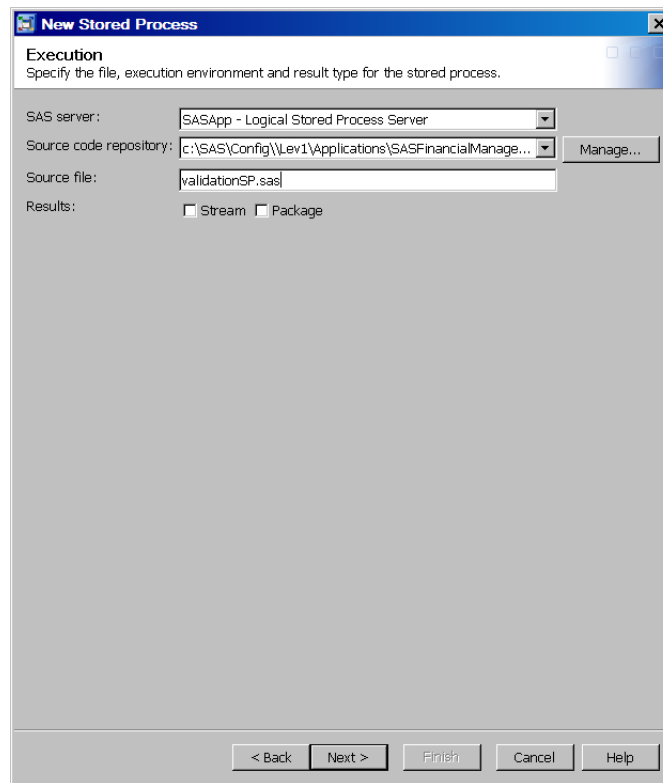 New Stored Process
Execution
Specify the file, execution environment and result type for the stored process.
SAS server: SASApp - Logical Stored Process Server
Source code repository: c:\SAS\Config\\Lev1\Applications\SASFinancialManage... Manage...
Source file: validationSP.sas
Results: Stream Package
< Back Next > Finish Cancel Help